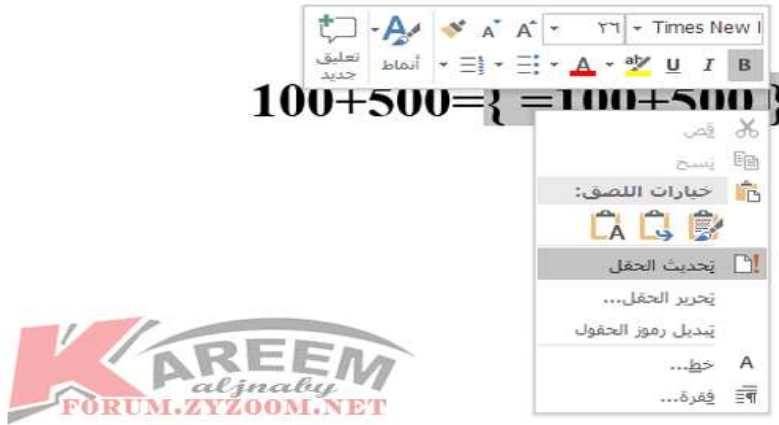 Times New
٢٦
A A
B I U
أنماط
تعليق جديد
100+500={ =100+500 }
قص
نسخ
خيارات اللصق:
تحديث الحقل
تحرير الحقل...
تبديل رموز الحقول
خط...
فقرة...
KAREEM
aljnaby
FORUM.ZYZOOM.NET